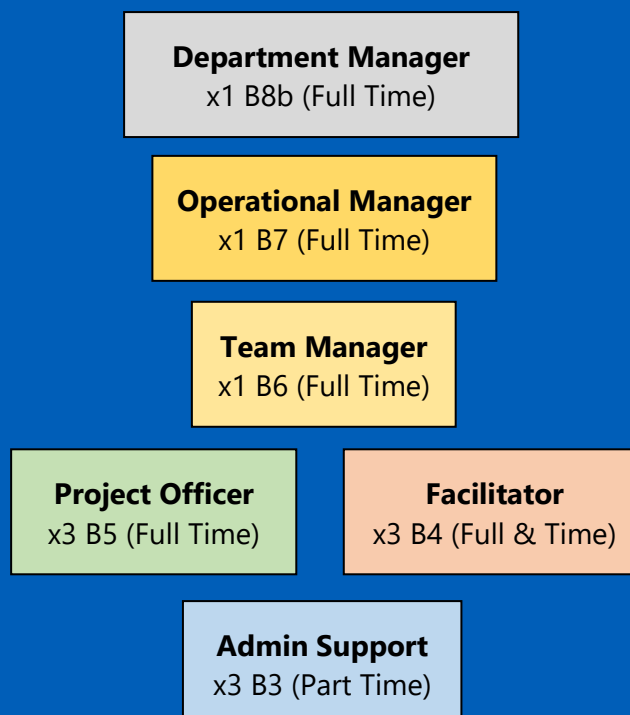 Department Manager
x1 B8b (Full Time)
Operational Manager
x1 B7 (Full Time)
Team Manager
x1 B6 (Full Time)
Project Officer
x3 B5 (Full Time)
Facilitator
x3 B4 (Full & Time)
Admin Support
x3 B3 (Part Time)